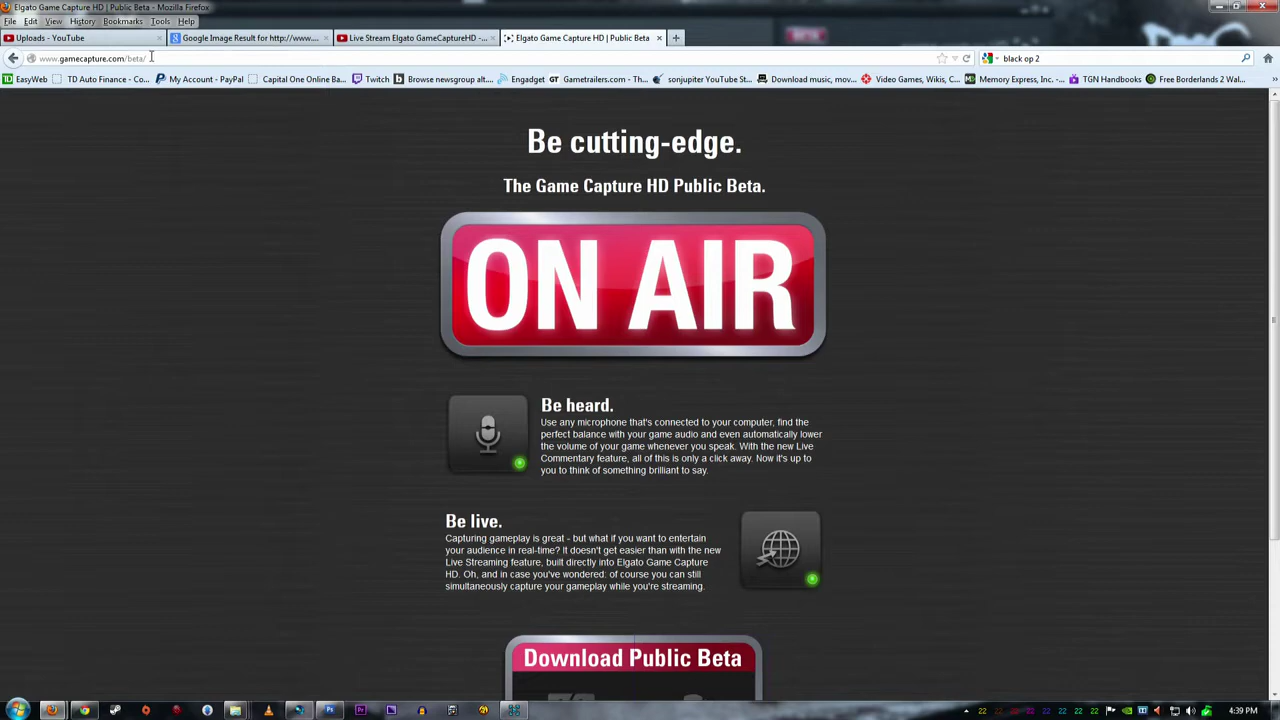 Elgato Game Capture HD | Public Beta - Mozilla Firefox
File Edit View History Bookmarks Tools Help
Uploads - YouTube
Google Image Result for http://www....
Live Stream Elgato GameCaptureHD -...
Elgato Game Capture HD | Public Beta
www.gamecapture.com/beta/
black op 2
EasyWeb TD Auto Finance - Co... My Account - PayPal Capital One Online Ba... Twitch Browse newsgroup alt... Engadget Gametrailers.com - Th... sonjupiter YouTube St... Download music, mov... Video Games, Wikis, C... Memory Express, Inc. -... TGN Handbooks Free Borderlands 2 Wal...
Be cutting-edge.
The Game Capture HD Public Beta.
ON AIR
Be heard.
Use any microphone that's connected to your computer, find the
perfect balance with your game audio and even automatically lower
the volume of your game whenever you speak. With the new Live
Commentary feature, all of this is only a click away. Now it's up to
you to think of something brilliant to say.
Be live.
Capturing gameplay is great - but what if you want to entertain
your audience in real-time? It doesn't get easier than with the new
Live Streaming feature, built directly into Elgato Game Capture
HD. Oh, and in case you've wondered: of course you can still
simultaneously capture your gameplay while you're streaming.
Download Public Beta
22 22 22 22 22
4:39 PM